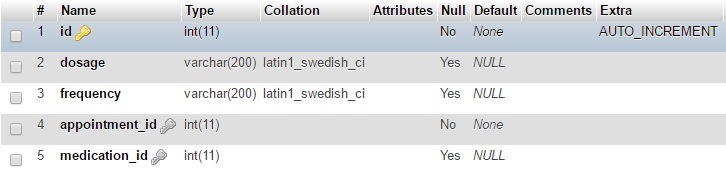 # Name Type Collation Attributes Null Default Comments Extra
1 id int(11) No None AUTO_INCREMENT
2 dosage varchar(200) latin1_swedish_ci Yes NULL
3 frequency varchar(200) latin1_swedish_ci Yes NULL
4 appointment_id int(11) No None
5 medication_id int(11) Yes NULL